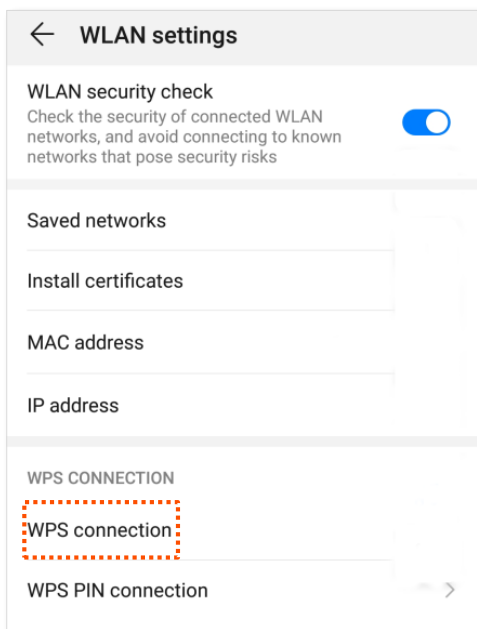 WLAN settings
WLAN security check
Check the security of connected WLAN
networks, and avoid connecting to known
networks that pose security risks
Saved networks
Install certificates
MAC address
IP address
WPS CONNECTION
WPS connection
WPS PIN connection